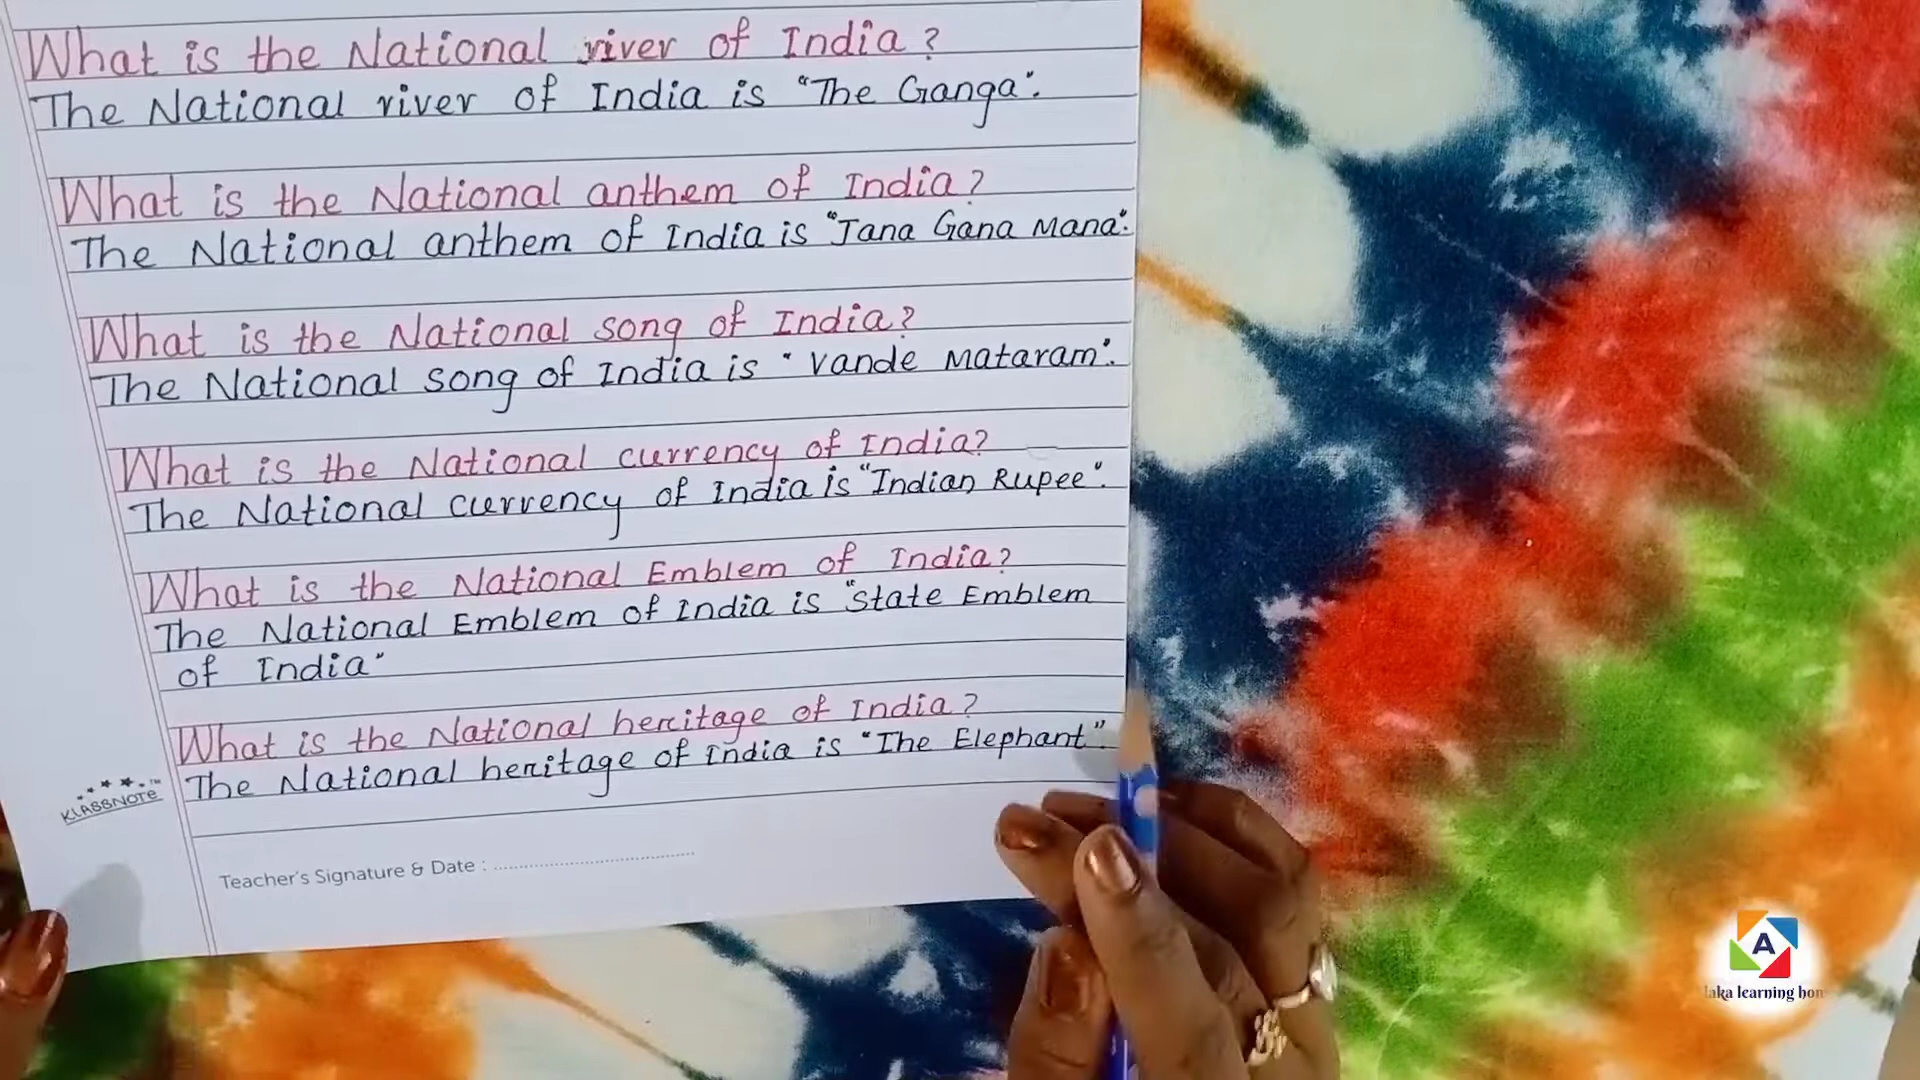 What is the National river of India?
The National river of India is "The Ganga".
What is the National anthem of India?
The National anthem of India is "Jana Gana Mana".
What is the National song of India?
The National song of India is "Vande Mataram".
What is the National currency of India?
The National currency of India is "Indian Rupee".
What is the National Emblem of India?
The National Emblem of India is "State Emblem
of India"
What is the National heritage of India?
The National heritage of India is "The Elephant".
KLASSNOTE™
Teacher's Signature & Date : ..........................................
A
laka learning hom